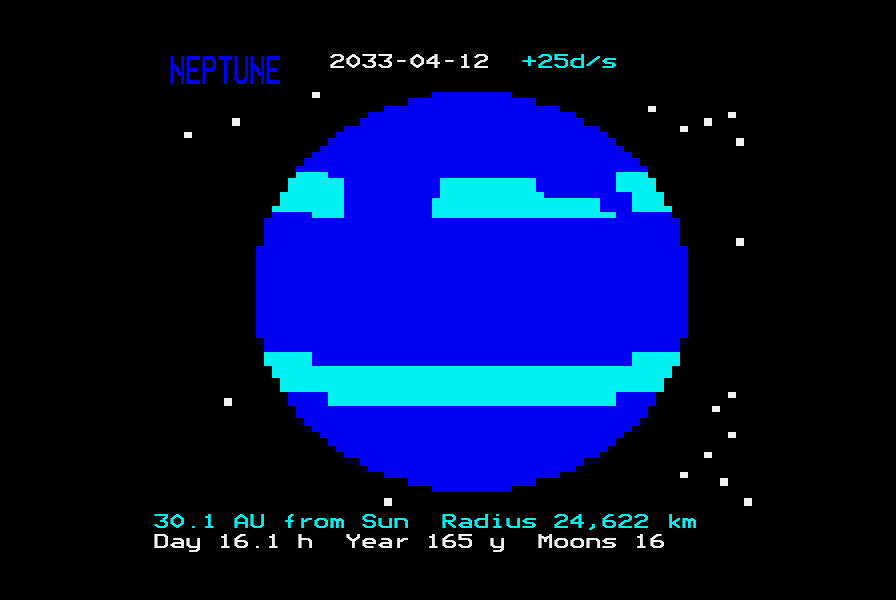 NEPTUNE 2033-04-12 +25d/s
30.1 AU from Sun Radius 24,622 km
Day 16.1 h Year 165 y Moons 16